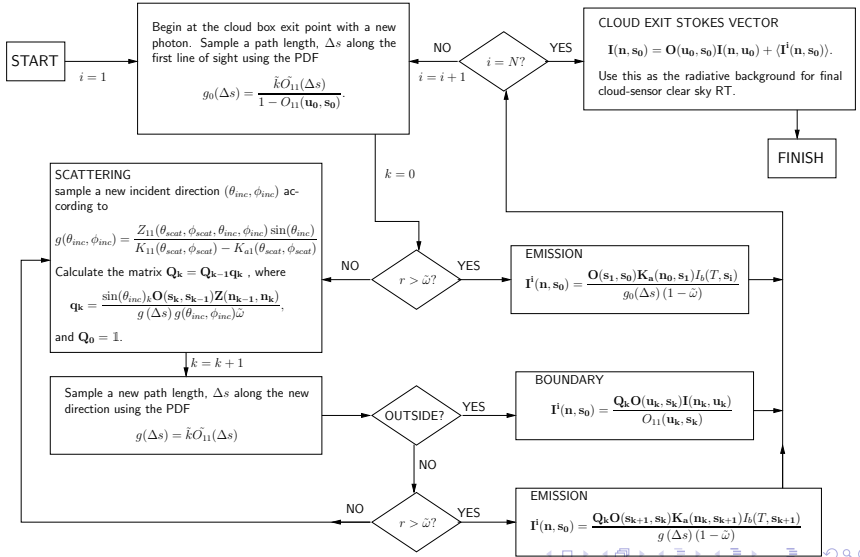 START
i = 1
Begin at the cloud box exit point with a new
photon. Sample a path length, Δs along the
first line of sight using the PDF
g₀(Δs) = k̃Õ₁₁(Δs) / (1 − O₁₁(u₀, s₀)).
NO
i = i + 1
i = N?
YES
CLOUD EXIT STOKES VECTOR
I(n, s₀) = O(u₀, s₀)I(n, u₀) + ⟨Iⁱ(n, s₀)⟩.
Use this as the radiative background for final
cloud-sensor clear sky RT.
FINISH
k = 0
SCATTERING
sample a new incident direction (θ_inc, ϕ_inc) ac-
cording to
g(θ_inc, ϕ_inc) = Z₁₁(θ_scat, ϕ_scat, θ_inc, ϕ_inc) sin(θ_inc) / (K₁₁(θ_scat, ϕ_scat) − K_a1(θ_scat, ϕ_scat))
Calculate the matrix Q_k = Q_k−1 q_k , where
q_k = sin(θ_inc)_k O(s_k, s_k−1)Z(n_k−1, n_k) / (g (Δs) g(θ_inc, ϕ_inc)ω̃),
and Q₀ = 𝟙.
NO
r > ω̃?
YES
EMISSION
Iⁱ(n, s₀) = O(s₁, s₀)K_a(n₀, s₁)I_b(T, s_i) / (g₀(Δs) (1 − ω̃))
k = k + 1
Sample a new path length, Δs along the new
direction using the PDF
g(Δs) = k̃Õ₁₁(Δs)
OUTSIDE?
YES
BOUNDARY
Iⁱ(n, s₀) = Q_k O(u_k, s_k)I(n_k, u_k) / O₁₁(u_k, s_k)
NO
NO
r > ω̃?
YES
EMISSION
Iⁱ(n, s₀) = Q_k O(s_k+1, s_k)K_a(n_k, s_k+1)I_b(T, s_k+1) / (g (Δs) (1 − ω̃))